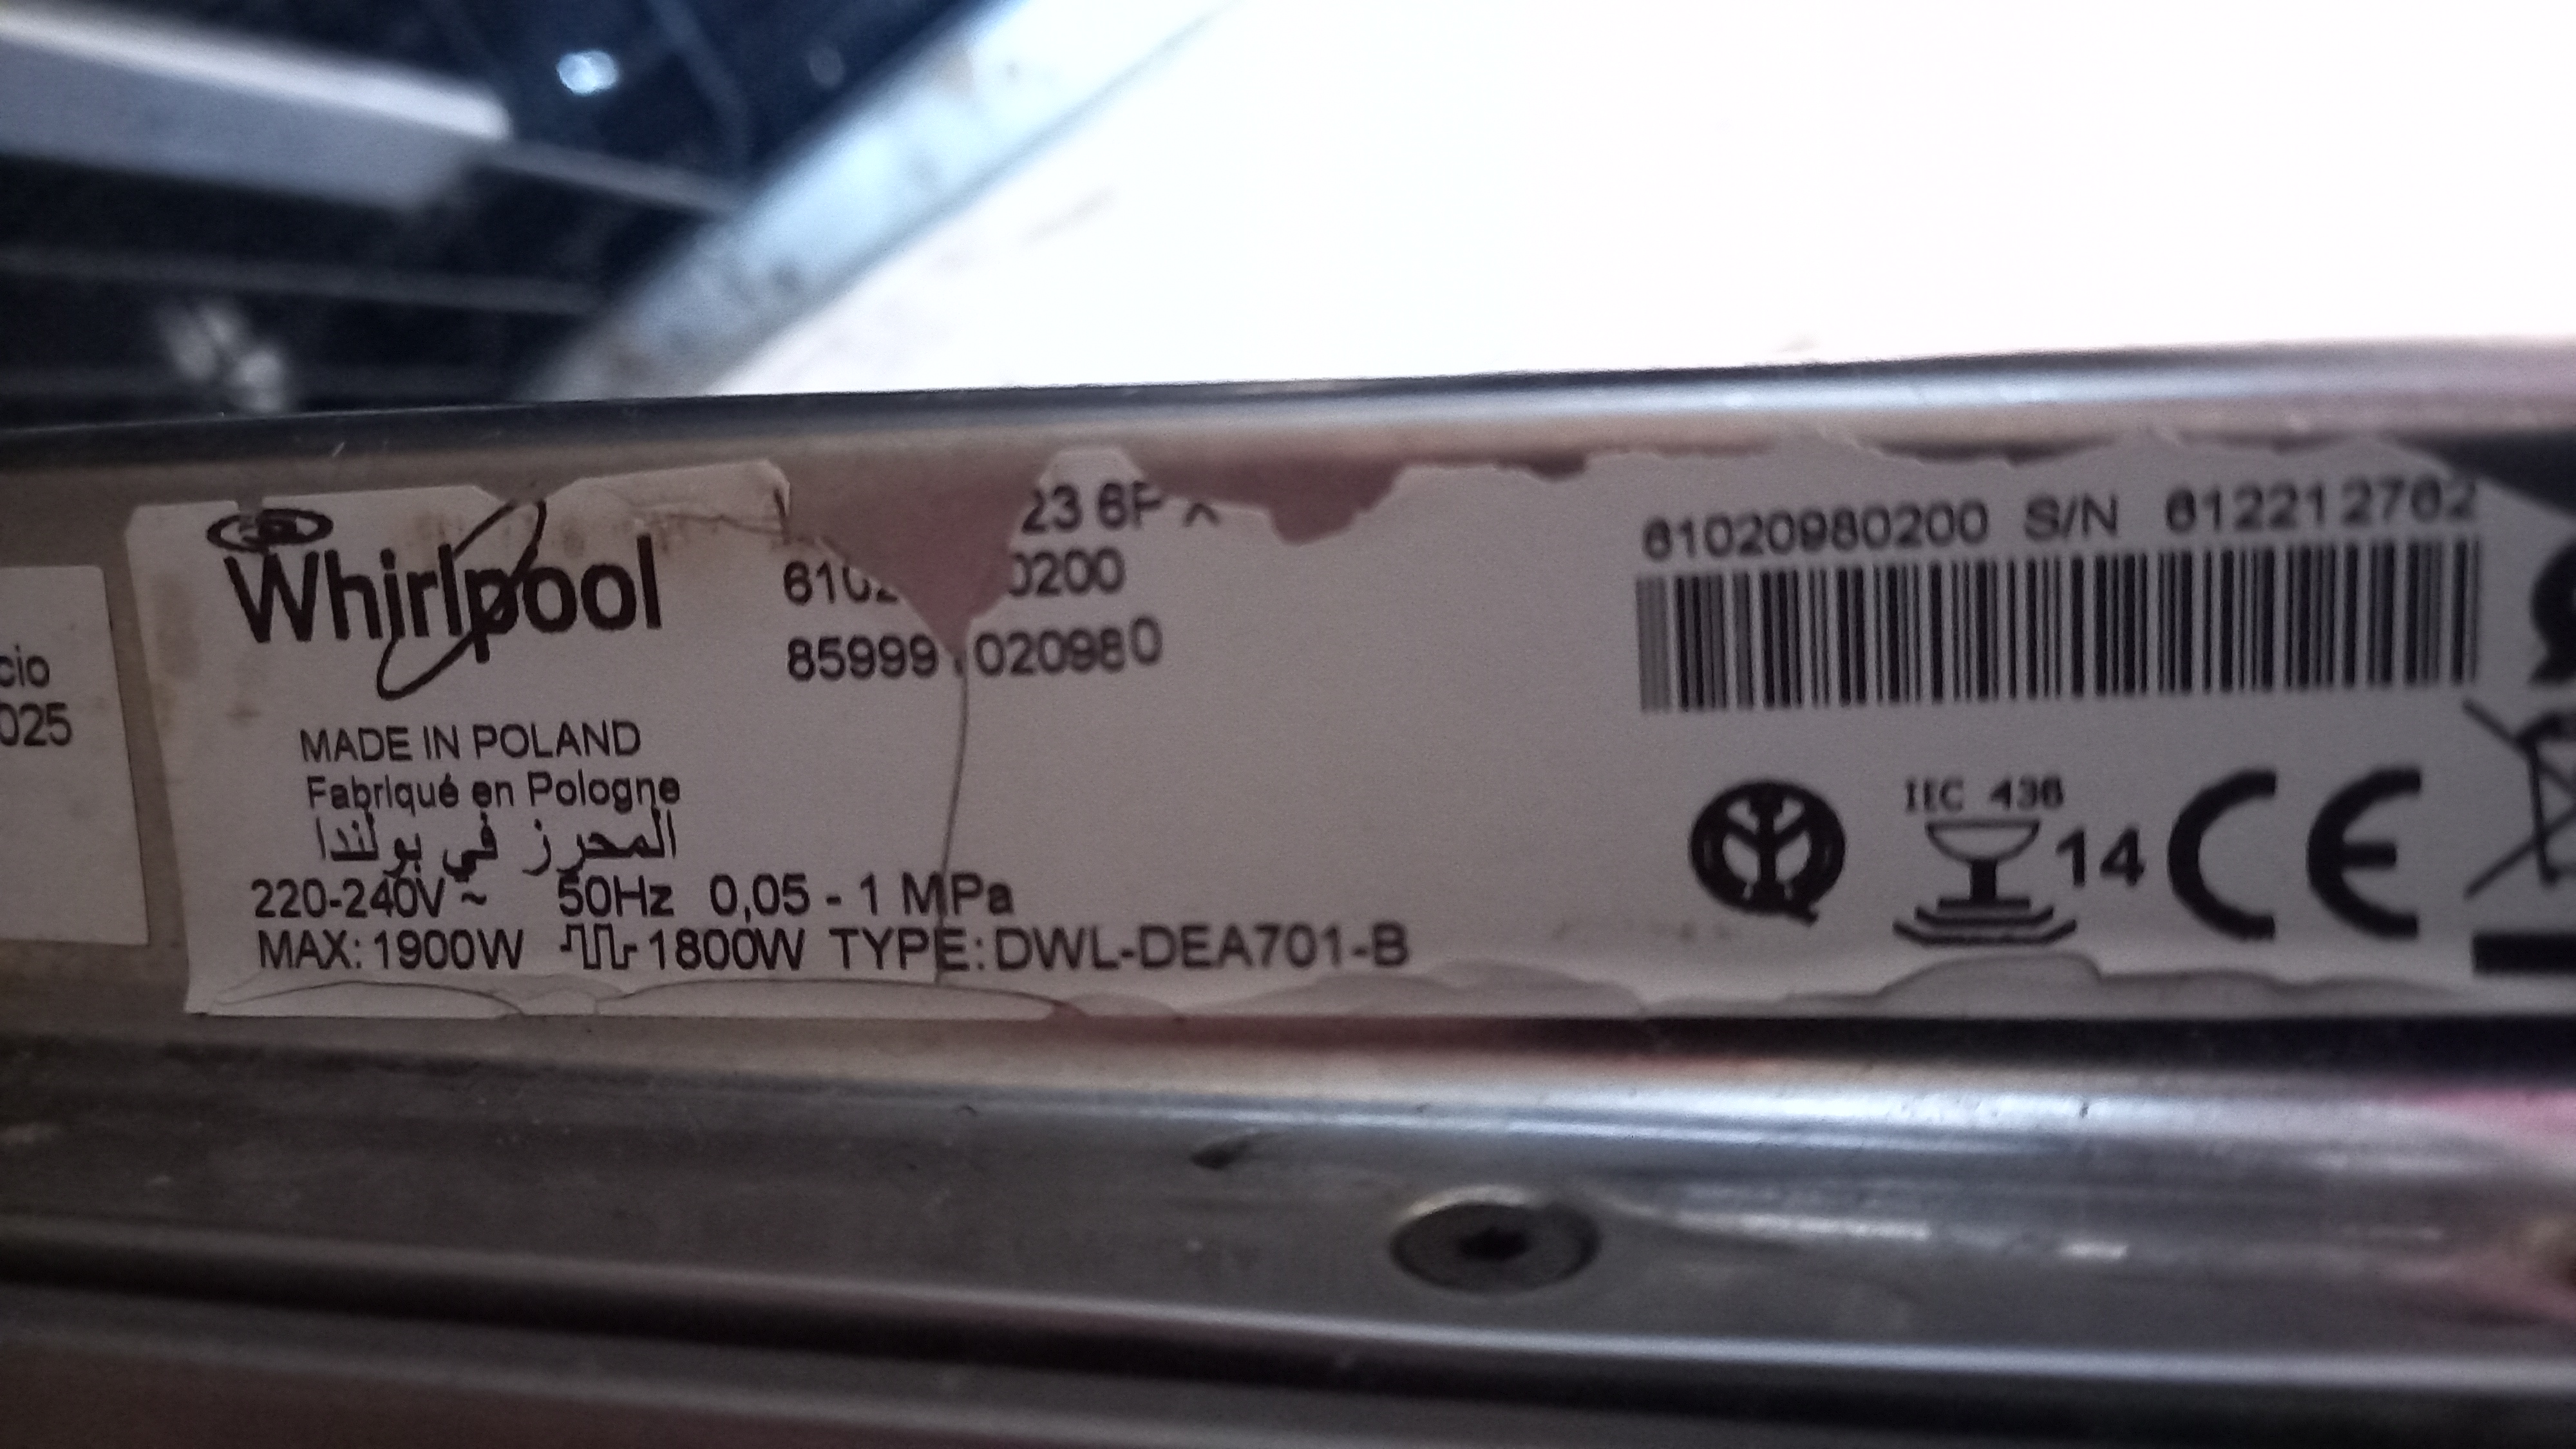 Whirlpool
23 6P
0200
85999 020980
61020980200 S/N 612212762
MADE IN POLAND
Fabriqué en Pologne
المحرز في بولندا
220-240V ~ 50Hz 0,05 - 1 MPa
MAX: 1900W 1800W TYPE: DWL-DEA701-B
IEC 436
14 CE
cio
025